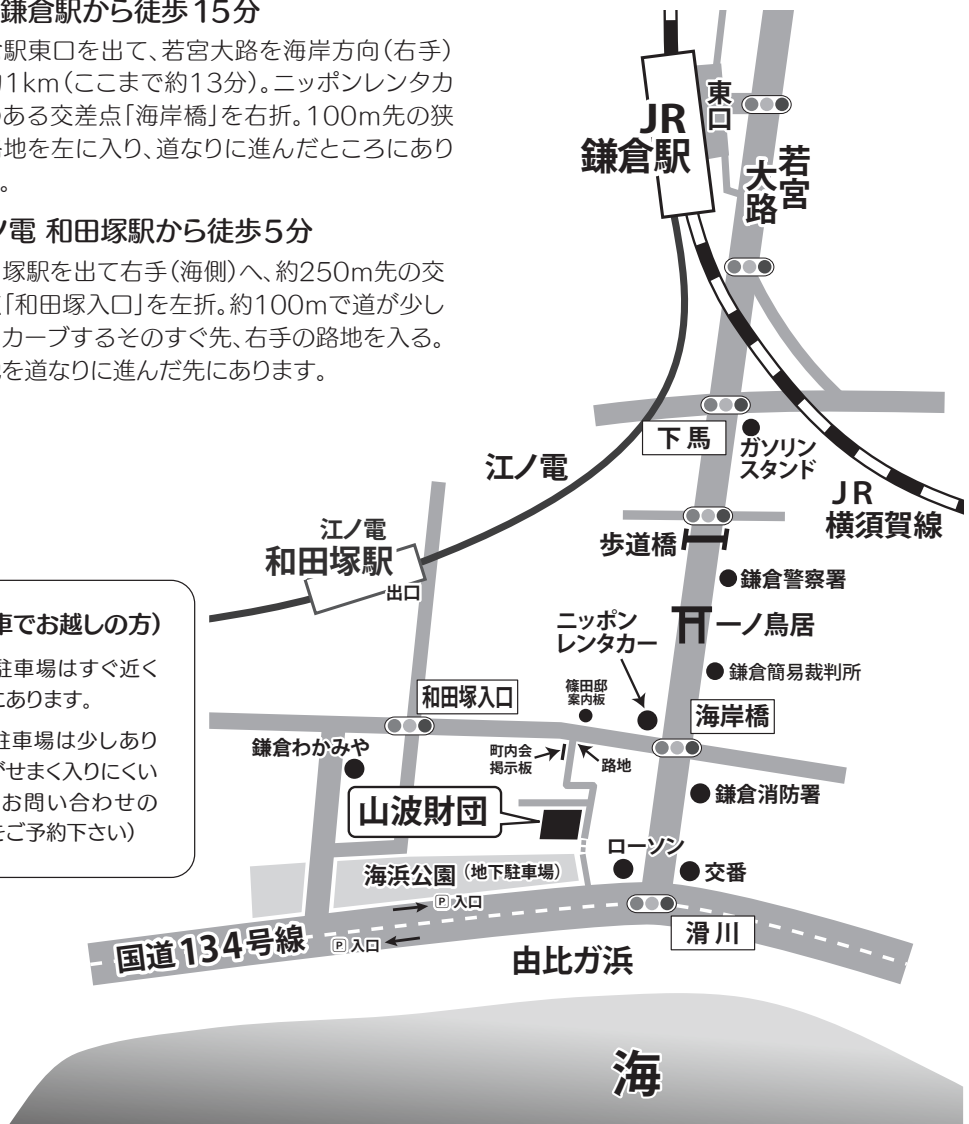 鎌倉駅から徒歩15分
駅東口を出て、若宮大路を海岸方向(右手)
1km(ここまで約13分)。ニッポンレンタカ
ある交差点「海岸橋」を右折。100m先の狭
地を左に入り、道なりに進んだところにあり
。
電 和田塚駅から徒歩5分
塚駅を出て右手(海側)へ、約250m先の交
「和田塚入口」を左折。約100mで道が少し
カーブするそのすぐ先、右手の路地を入る。
を道なりに進んだ先にあります。
車でお越しの方)
駐車場はすぐ近く
にあります。
駐車場は少しあり
がせまく入りにくい
お問い合わせの
をご予約下さい)
JR
鎌倉駅
東口
若宮
大路
下馬
ガソリン
スタンド
江ノ電
JR
横須賀線
江ノ電
和田塚駅
出口
歩道橋
鎌倉警察署
ニッポン
レンタカー
一ノ鳥居
鎌倉簡易裁判所
和田塚入口
篠田邸
案内板
海岸橋
鎌倉わかみや
町内会
掲示板
路地
鎌倉消防署
山波財団
ローソン
交番
海浜公園(地下駐車場)
P 入口
P 入口
国道134号線
滑川
由比ガ浜
海